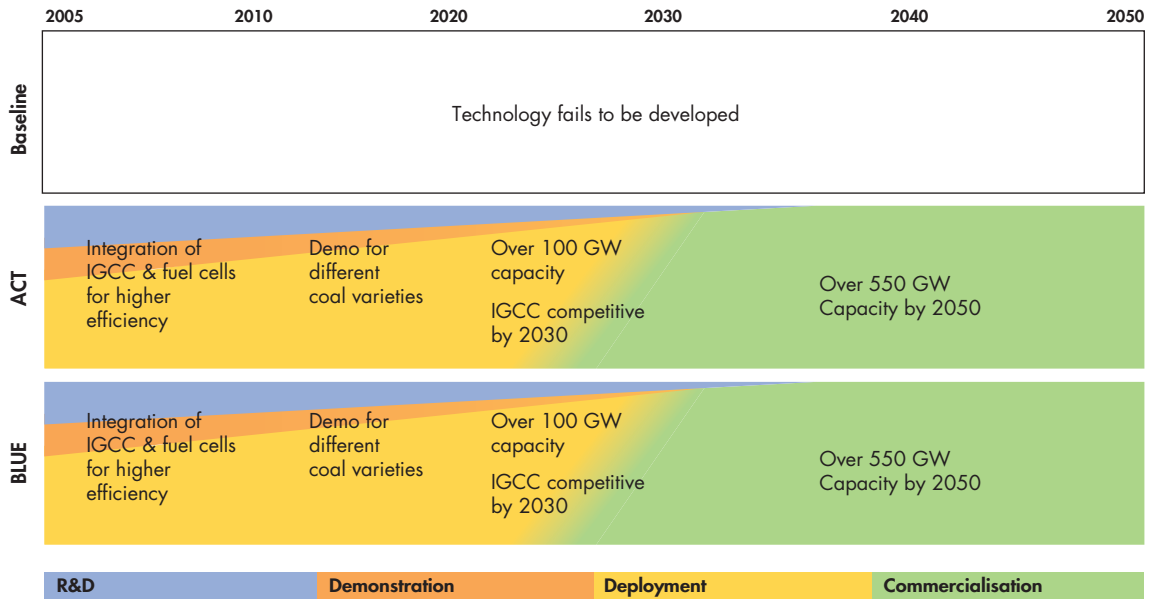 2005 2010 2020 2030 2040 2050
Baseline
Technology fails to be developed
ACT
Integration of
IGCC & fuel cells
for higher
efficiency
Demo for
different
coal varieties
Over 100 GW
capacity
IGCC competitive
by 2030
Over 550 GW
Capacity by 2050
BLUE
Integration of
IGCC & fuel cells
for higher
efficiency
Demo for
different
coal varieties
Over 100 GW
capacity
IGCC competitive
by 2030
Over 550 GW
Capacity by 2050
R&D Demonstration Deployment Commercialisation